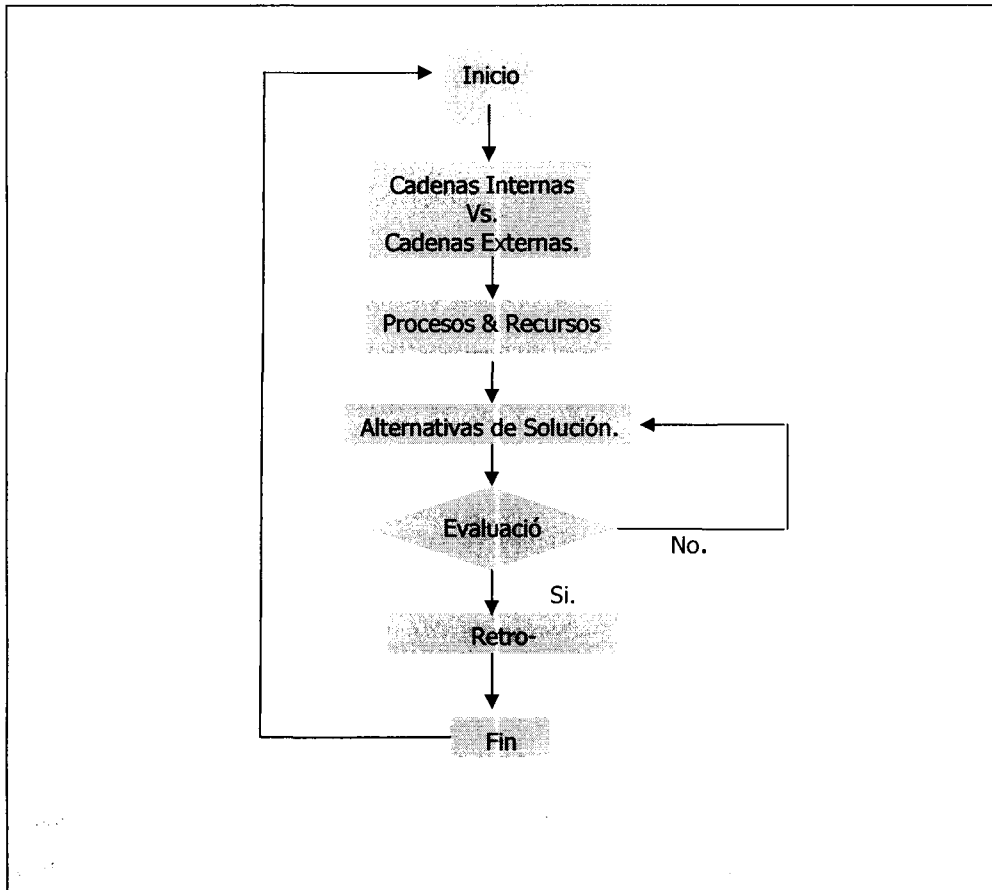 Inicio
Cadenas Internas
Vs.
Cadenas Externas.
Procesos & Recursos
Alternativas de Solución.
Evaluació
No.
Si.
Retro-
Fin